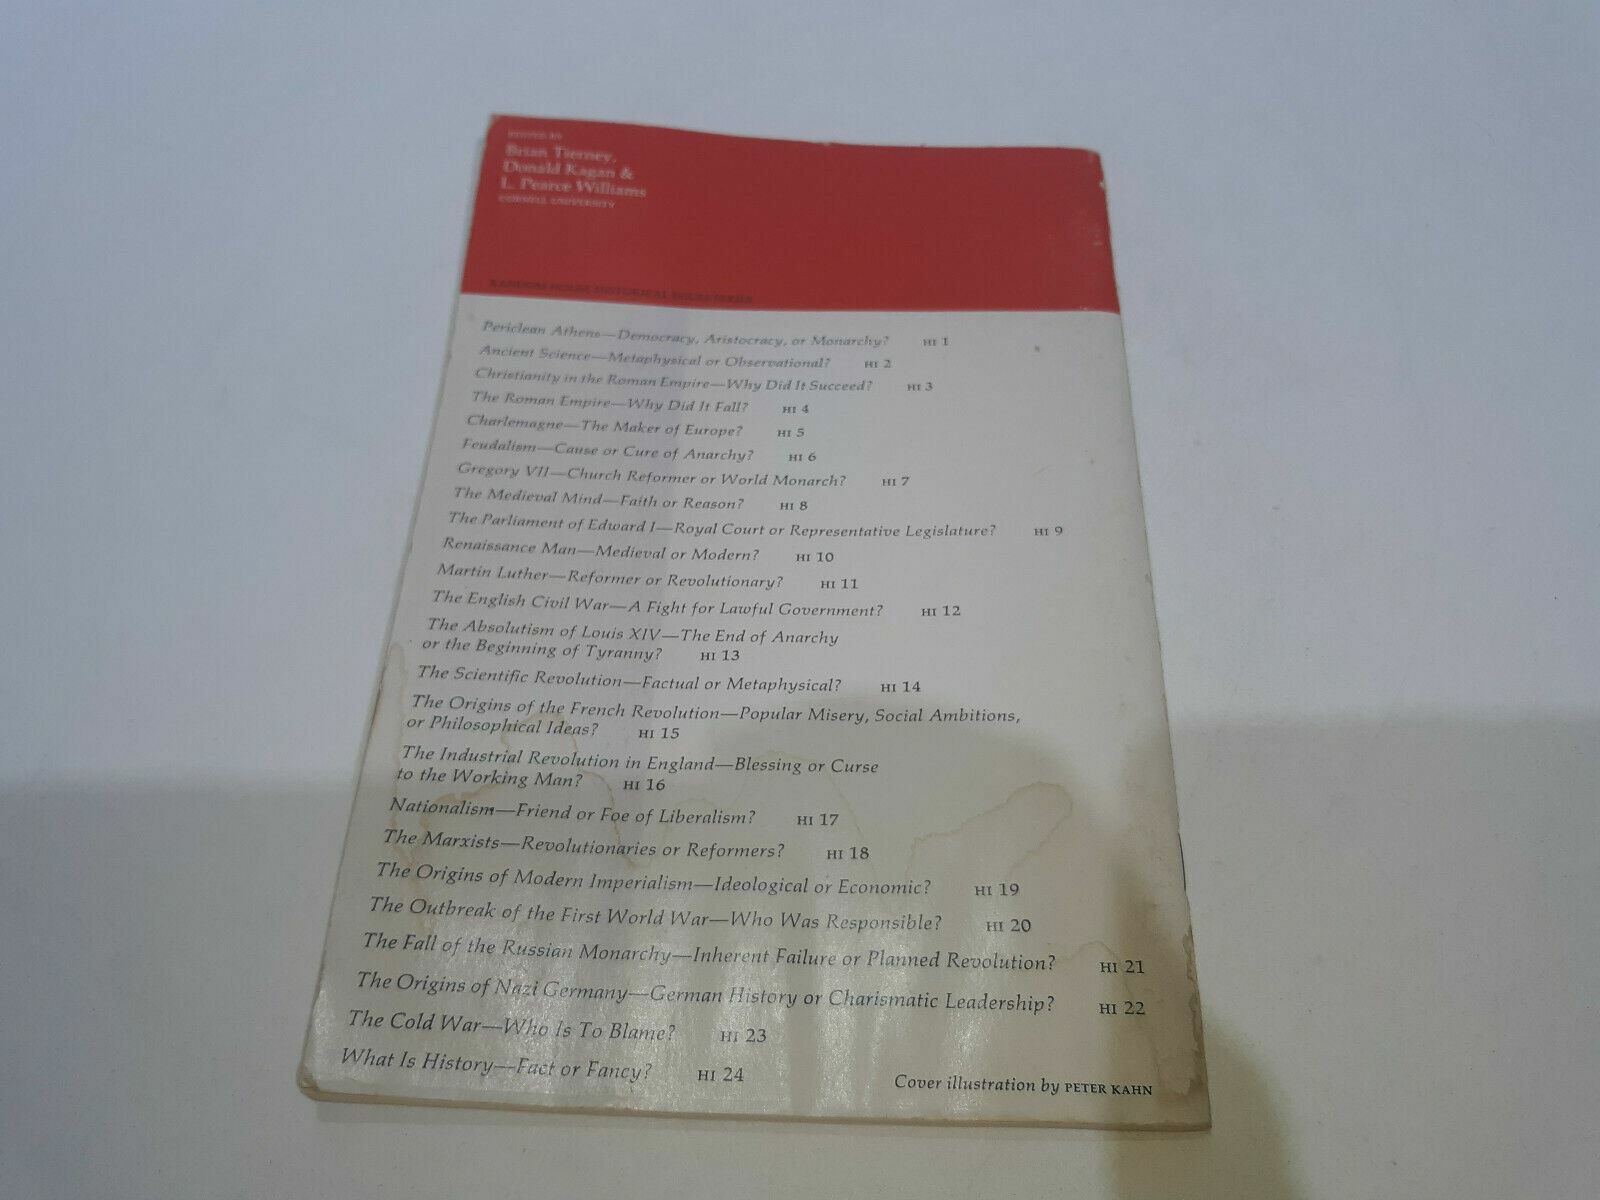 EDITED BY
Brian Tierney,
Donald Kagan &
L. Pearce Williams
CORNELL UNIVERSITY
RANDOM HOUSE HISTORICAL ISSUES SERIES
Periclean Athens—Democracy, Aristocracy, or Monarchy? HI 1
Ancient Science—Metaphysical or Observational? HI 2
Christianity in the Roman Empire—Why Did It Succeed? HI 3
The Roman Empire—Why Did It Fall? HI 4
Charlemagne—The Maker of Europe? HI 5
Feudalism—Cause or Cure of Anarchy? HI 6
Gregory VII—Church Reformer or World Monarch? HI 7
The Medieval Mind—Faith or Reason? HI 8
The Parliament of Edward I—Royal Court or Representative Legislature? HI 9
Renaissance Man—Medieval or Modern? HI 10
Martin Luther—Reformer or Revolutionary? HI 11
The English Civil War—A Fight for Lawful Government? HI 12
The Absolutism of Louis XIV—The End of Anarchy
or the Beginning of Tyranny? HI 13
The Scientific Revolution—Factual or Metaphysical? HI 14
The Origins of the French Revolution—Popular Misery, Social Ambitions,
or Philosophical Ideas? HI 15
The Industrial Revolution in England—Blessing or Curse
to the Working Man? HI 16
Nationalism—Friend or Foe of Liberalism? HI 17
The Marxists—Revolutionaries or Reformers? HI 18
The Origins of Modern Imperialism—Ideological or Economic? HI 19
The Outbreak of the First World War—Who Was Responsible? HI 20
The Fall of the Russian Monarchy—Inherent Failure or Planned Revolution? HI 21
The Origins of Nazi Germany—German History or Charismatic Leadership? HI 22
The Cold War—Who Is To Blame? HI 23
What Is History—Fact or Fancy? HI 24
Cover illustration by PETER KAHN